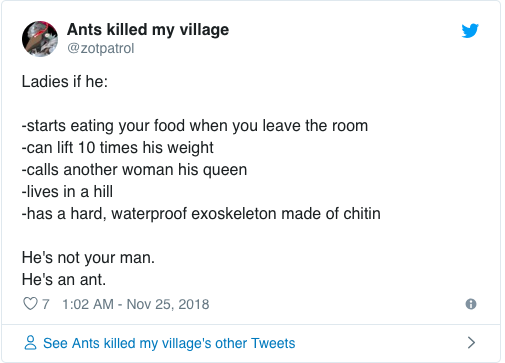 Ants killed my village
@zotpatrol
Ladies if he:
-starts eating your food when you leave the room
-can lift 10 times his weight
-calls another woman his queen
-lives in a hill
-has a hard, waterproof exoskeleton made of chitin
He's not your man.
He's an ant.
7 1:02 AM - Nov 25, 2018
See Ants killed my village's other Tweets